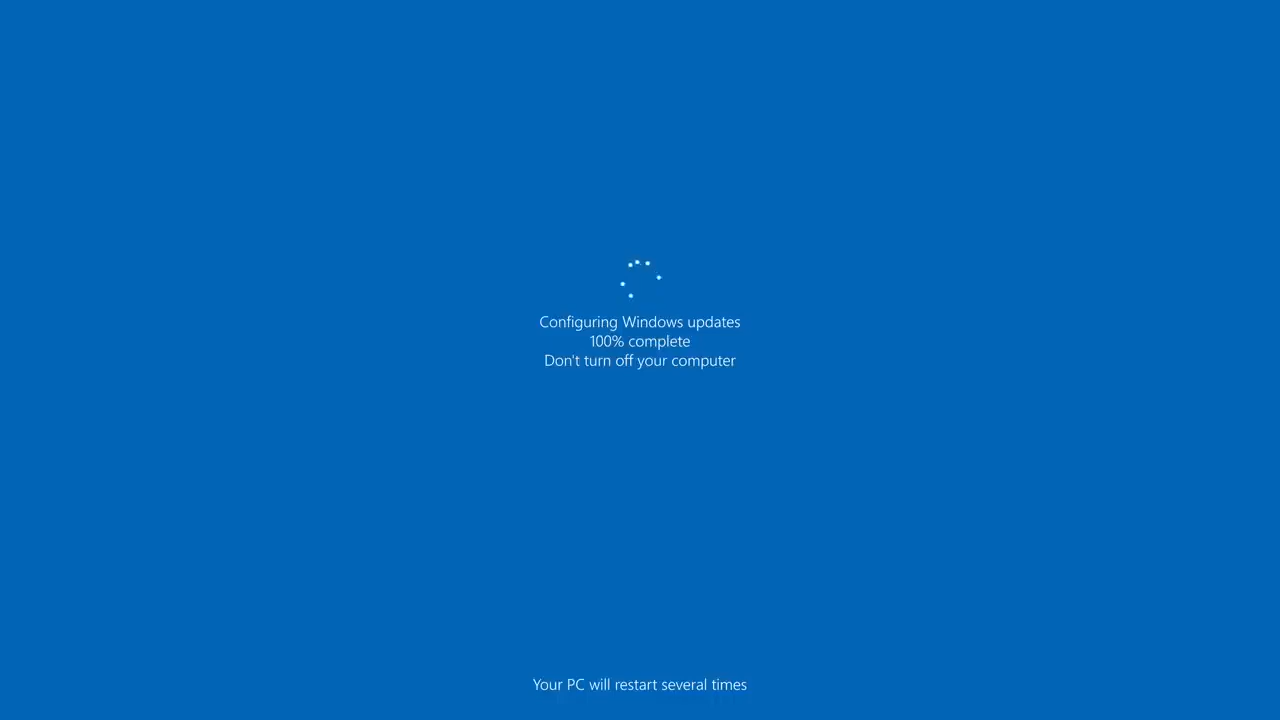 Configuring Windows updates
100% complete
Don't turn off your computer
Your PC will restart several times